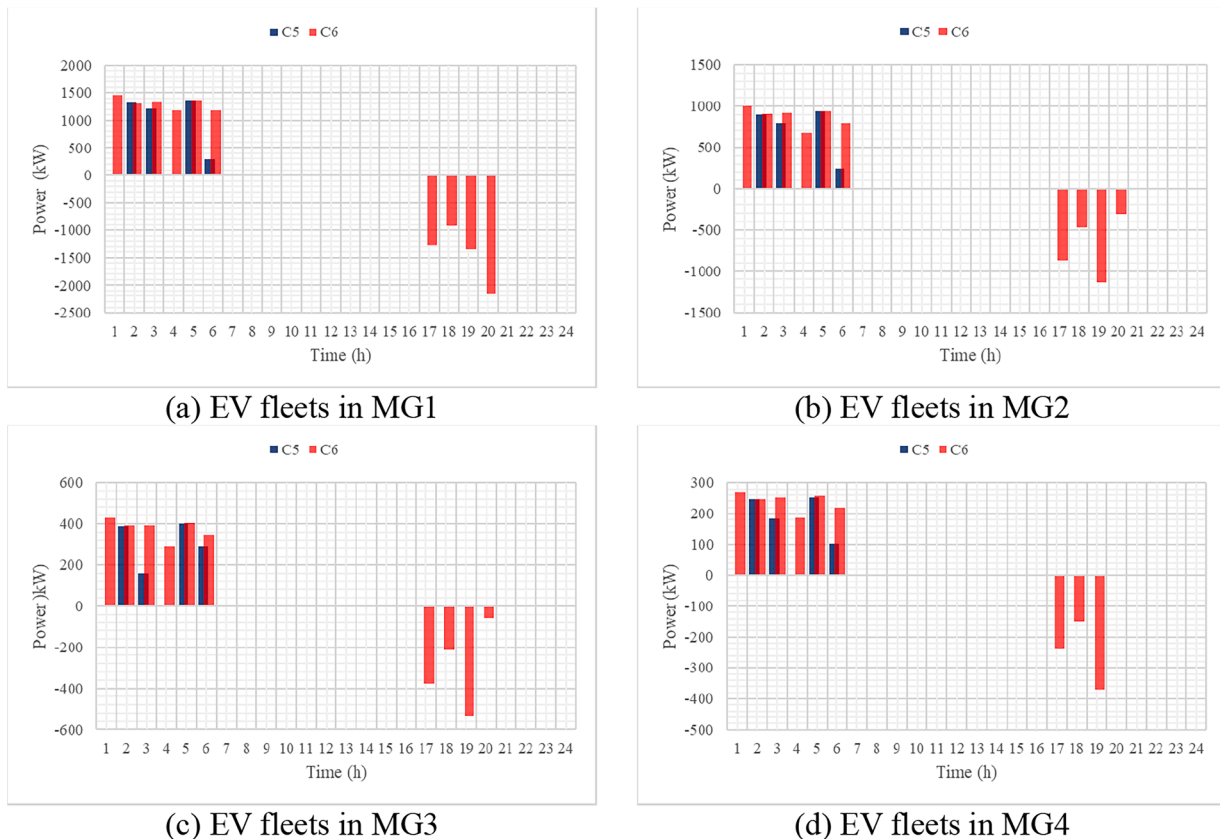 C5 C6
2000
1500
1000
500
0
-500
-1000
-1500
-2000
-2500
Power (kW)
1 2 3 4 5 6 7 8 9 10 11 12 13 14 15 16 17 18 19 20 21 22 23 24
Time (h)
(a) EV fleets in MG1
C5 C6
1500
1000
500
0
-500
-1000
-1500
Power (kW)
1 2 3 4 5 6 7 8 9 10 11 12 13 14 15 16 17 18 19 20 21 22 23 24
Time (h)
(b) EV fleets in MG2
C5 C6
600
400
200
0
-200
-400
-600
Power )kW)
1 2 3 4 5 6 7 8 9 10 11 12 13 14 15 16 17 18 19 20 21 22 23 24
Time (h)
(c) EV fleets in MG3
C5 C6
300
200
100
0
-100
-200
-300
-400
-500
Power (kW)
1 2 3 4 5 6 7 8 9 10 11 12 13 14 15 16 17 18 19 20 21 22 23 24
Time (h)
(d) EV fleets in MG4